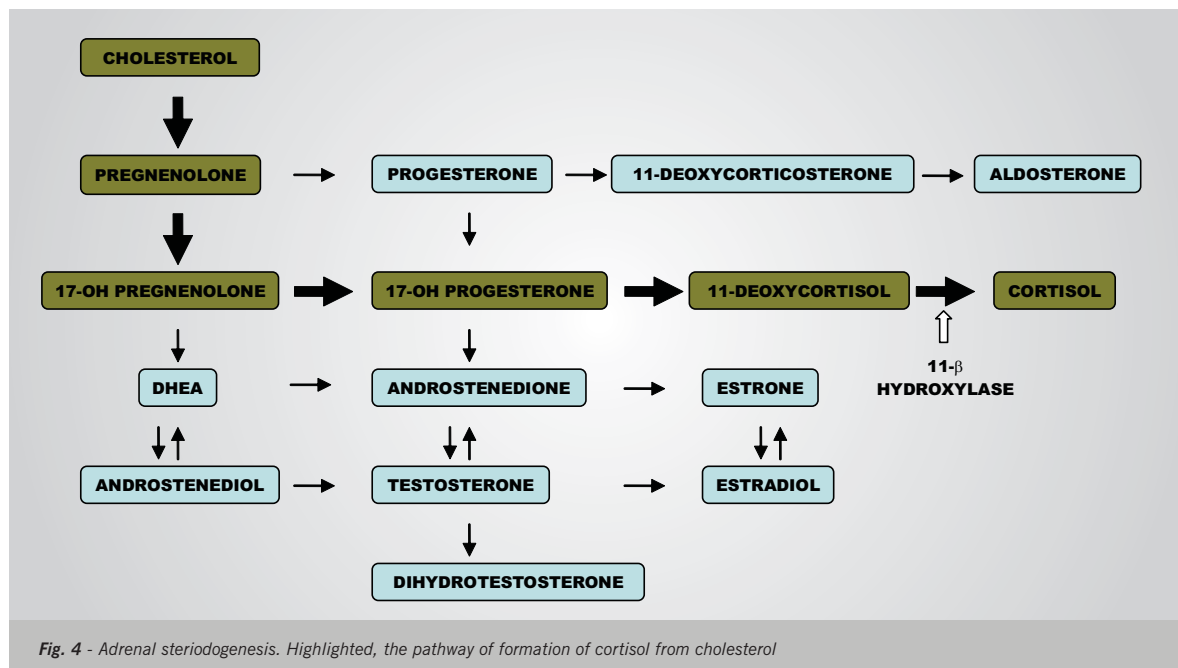 CHOLESTEROL
PREGNENOLONE
PROGESTERONE
11-DEOXYCORTICOSTERONE
ALDOSTERONE
17-OH PREGNENOLONE
17-OH PROGESTERONE
11-DEOXYCORTISOL
CORTISOL
11-β
HYDROXYLASE
DHEA
ANDROSTENEDIONE
ESTRONE
ANDROSTENEDIOL
TESTOSTERONE
ESTRADIOL
DIHYDROTESTOSTERONE
Fig. 4 - Adrenal steriodogenesis. Highlighted, the pathway of formation of cortisol from cholesterol